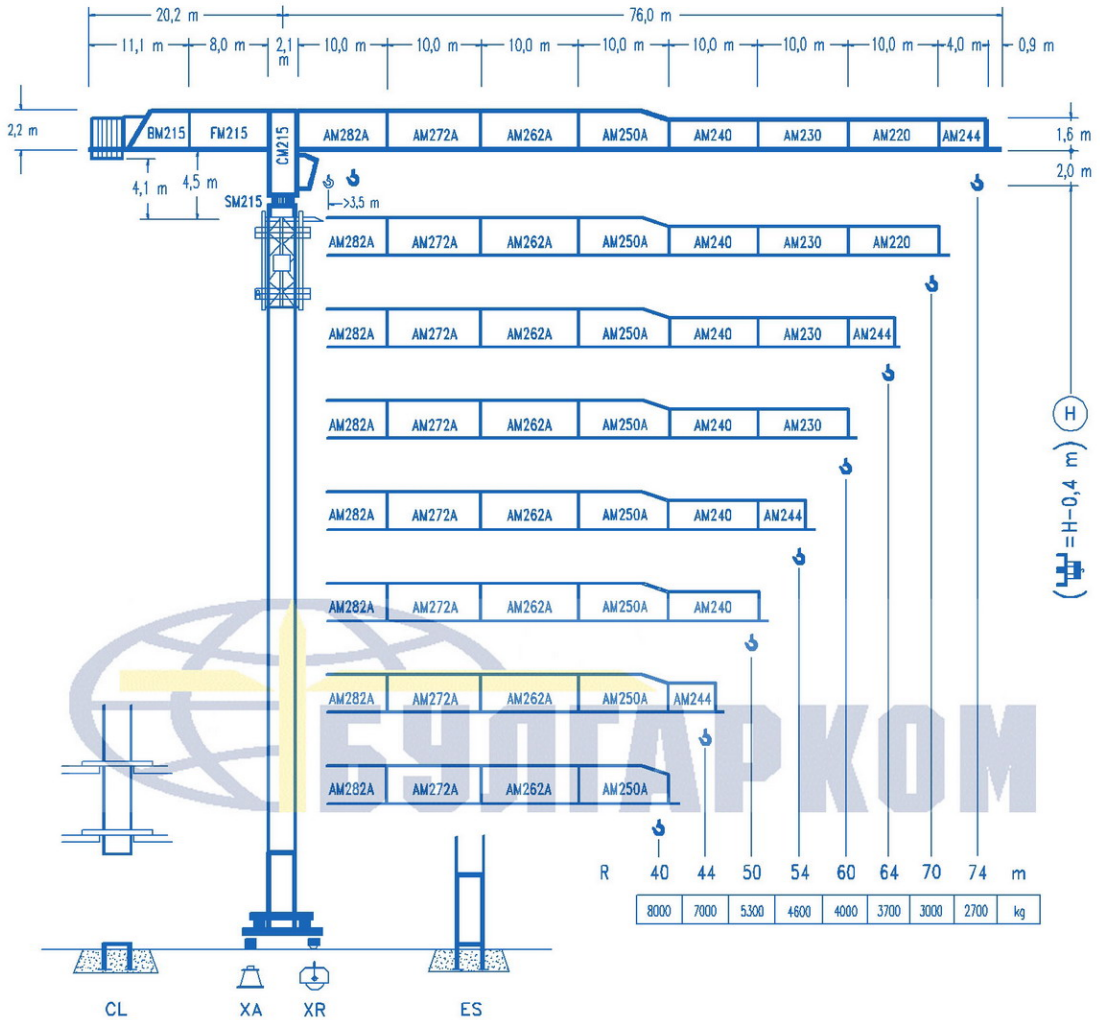 20,2 m 76,0 m
11,1 m 8,0 m 2,1 m 10,0 m 10,0 m 10,0 m 10,0 m 10,0 m 10,0 m 10,0 m 4,0 m 0,9 m
2,2 m
BM215 FM215 CM215 AM282A AM272A AM262A AM250A AM240 AM230 AM220 AM244
1,6 m
2,0 m
4,1 m 4,5 m
SM215
>3,5 m
AM282A AM272A AM262A AM250A AM240 AM230 AM220
AM282A AM272A AM262A AM250A AM240 AM230 AM244
AM282A AM272A AM262A AM250A AM240 AM230
H
( =H-0,4 m)
AM282A AM272A AM262A AM250A AM240 AM244
AM282A AM272A AM262A AM250A AM240
AM282A AM272A AM262A AM250A AM244
БУЛГАРКОМ
AM282A AM272A AM262A AM250A
R 40 44 50 54 60 64 70 74 m
8000 7000 5300 4600 4000 3700 3000 2700 kg
CL XA XR ES